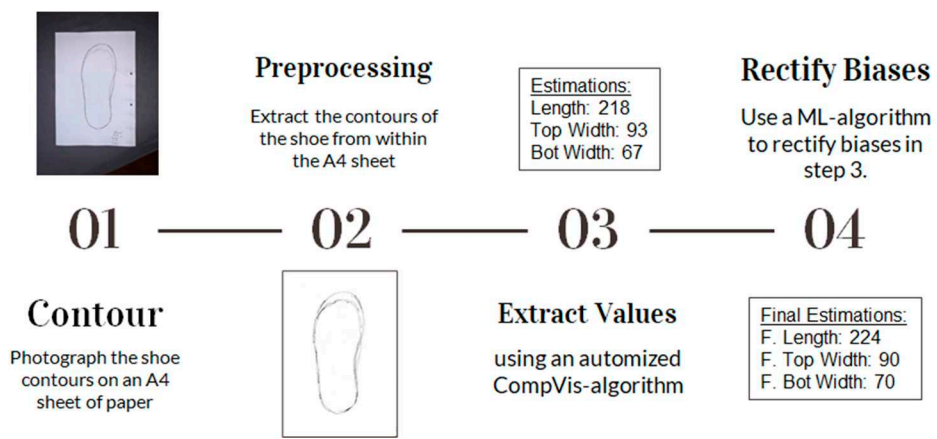 01
Contour
Photograph the shoe
contours on an A4
sheet of paper
Preprocessing
Extract the contours of
the shoe from within
the A4 sheet
02
Estimations:
Length: 218
Top Width: 93
Bot Width: 67
03
Extract Values
using an automized
CompVis-algorithm
Rectify Biases
Use a ML-algorithm
to rectify biases in
step 3.
04
Final Estimations:
F. Length: 224
F. Top Width: 90
F. Bot Width: 70